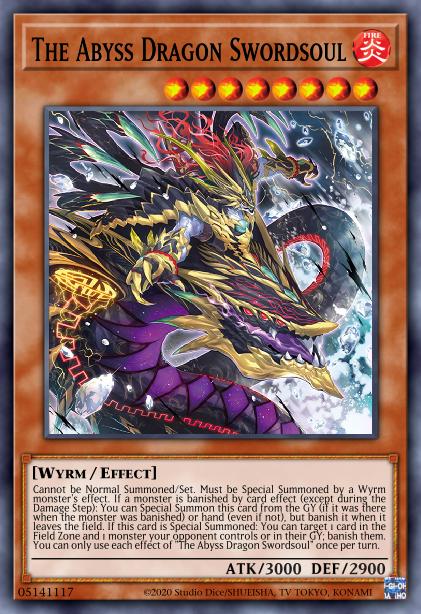 The Abyss Dragon Swordsoul
FIRE
炎
[Wyrm / Effect]
Cannot be Normal Summoned/Set. Must be Special Summoned by a Wyrm
monster's effect. If a monster is banished by card effect (except during the
Damage Step): You can Special Summon this card from the GY (if it was there
when the monster was banished) or hand (even if not), but banish it when it
leaves the field. If this card is Special Summoned: You can target 1 card in the
Field Zone and 1 monster your opponent controls or in their GY; banish them.
You can only use each effect of "The Abyss Dragon Swordsoul" once per turn.
ATK/3000 DEF/2900
05141117
©2020 Studio Dice/SHUEISHA, TV TOKYO, KONAMI